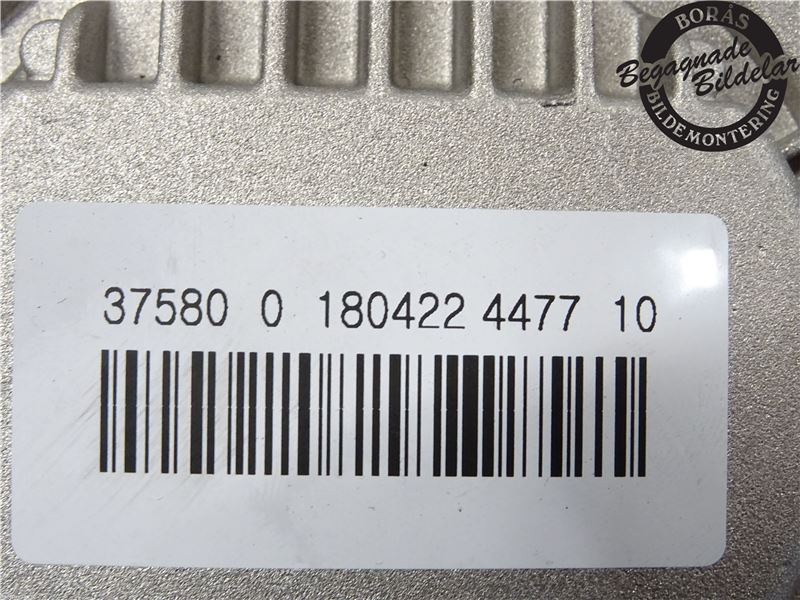 BORÅS
Begagnade
Bildelar
BILDEMONTERING
37580 0 180422 4477 10